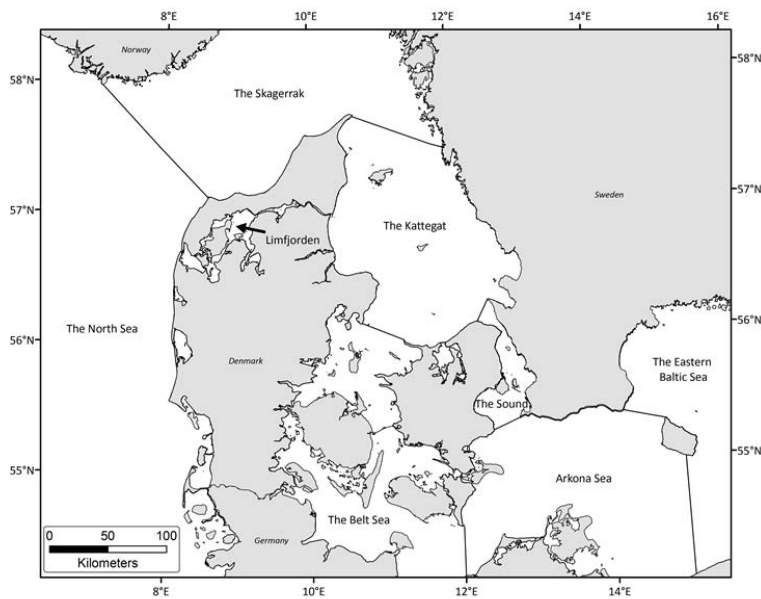 8°E 10°E 12°E 14°E 16°E
Norway
58°N 58°N
The Skagerrak
Sweden
57°N 57°N
The Kattegat
Limfjorden
The North Sea
56°N 56°N
Denmark
The Eastern
Baltic Sea
The Sound
55°N 55°N
Arkona Sea
The Belt Sea
0 50 100
Kilometers
Germany
8°E 10°E 12°E 14°E